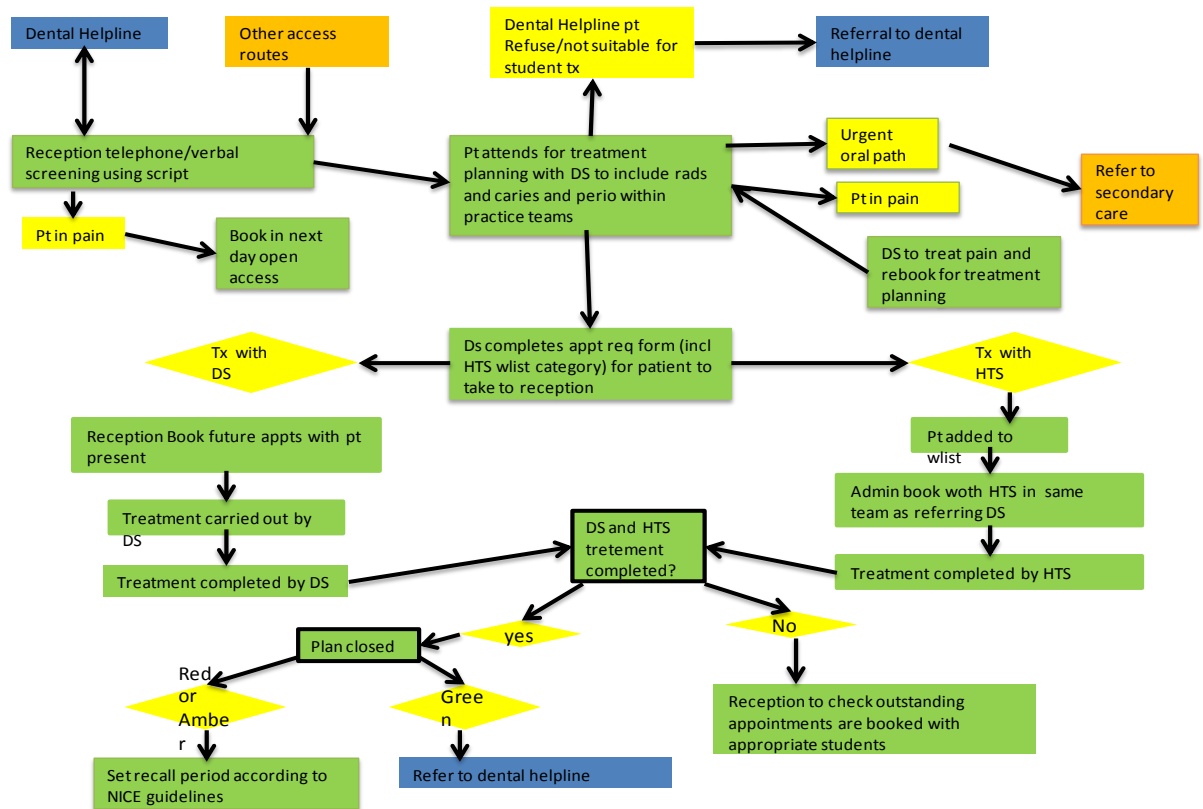 Dental Helpline
Other access
routes
Dental Helpline pt
Refuse/not suitable for
student tx
Referral to dental
helpline
Reception telephone/verbal
screening using script
Pt attends for treatment
planning with DS to include rads
and caries and perio within
practice teams
Urgent
oral path
Refer to
secondary
care
Pt in pain
Pt in pain
Book in next
day open
access
DS to treat pain and
rebook for treatment
planning
Tx with
DS
Ds completes appt req form (incl
HTS wlist category) for patient to
take to reception
Tx with
HTS
Reception Book future appts with pt
present
Pt added to
wlist
Treatment carried out by
DS
Admin book woth HTS in same
team as referring DS
DS and HTS
tretement
completed?
Treatment completed by DS
Treatment completed by HTS
yes
No
Plan closed
Red
or
Ambe
r
Gree
n
Reception to check outstanding
appointments are booked with
appropriate students
Set recall period according to
NICE guidelines
Refer to dental helpline